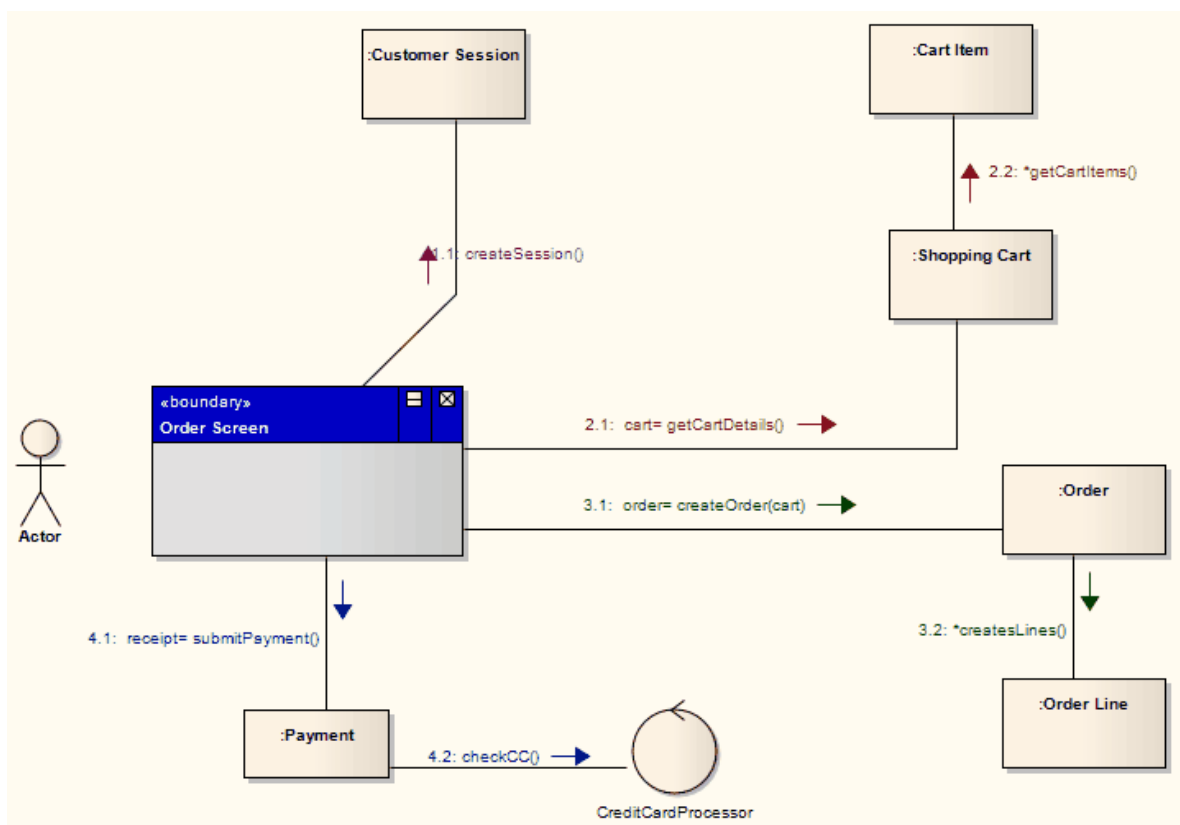 :Customer Session
:Cart Item
2.2: *getCartItems()
:Shopping Cart
1.1: createSession()
«boundary»
Order Screen
2.1: cart= getCartDetails()
Actor
3.1: order= createOrder(cart)
:Order
4.1: receipt= submitPayment()
3.2: *createsLines()
:Payment
:Order Line
4.2: checkCC()
CreditCardProcessor